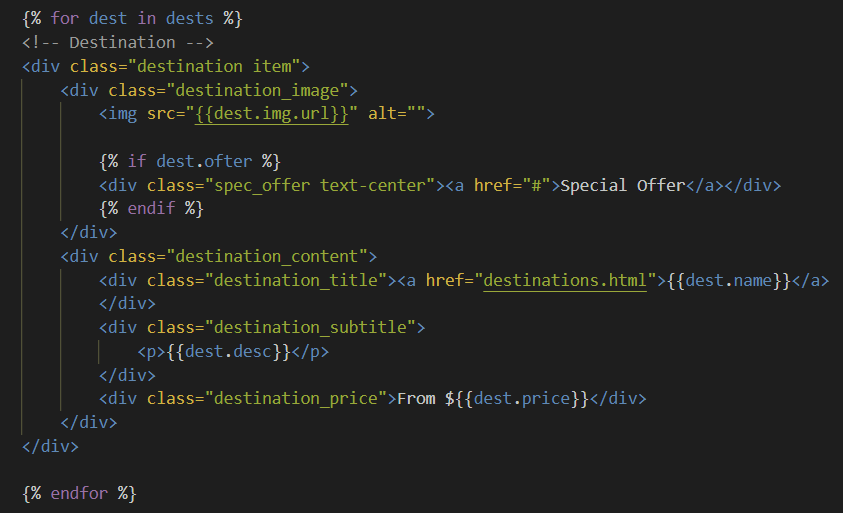 {% for dest in dests %}
<!-- Destination -->
<div class="destination item">
<div class="destination_image">
<img src="{{dest.img.url}}" alt="">
{% if dest.ofter %}
<div class="spec_offer text-center"><a href="#">Special Offer</a></div>
{% endif %}
</div>
<div class="destination_content">
<div class="destination_title"><a href="destinations.html">{{dest.name}}</a>
</div>
<div class="destination_subtitle">
<p>{{dest.desc}}</p>
</div>
<div class="destination_price">From ${{dest.price}}</div>
</div>
</div>
{% endfor %}